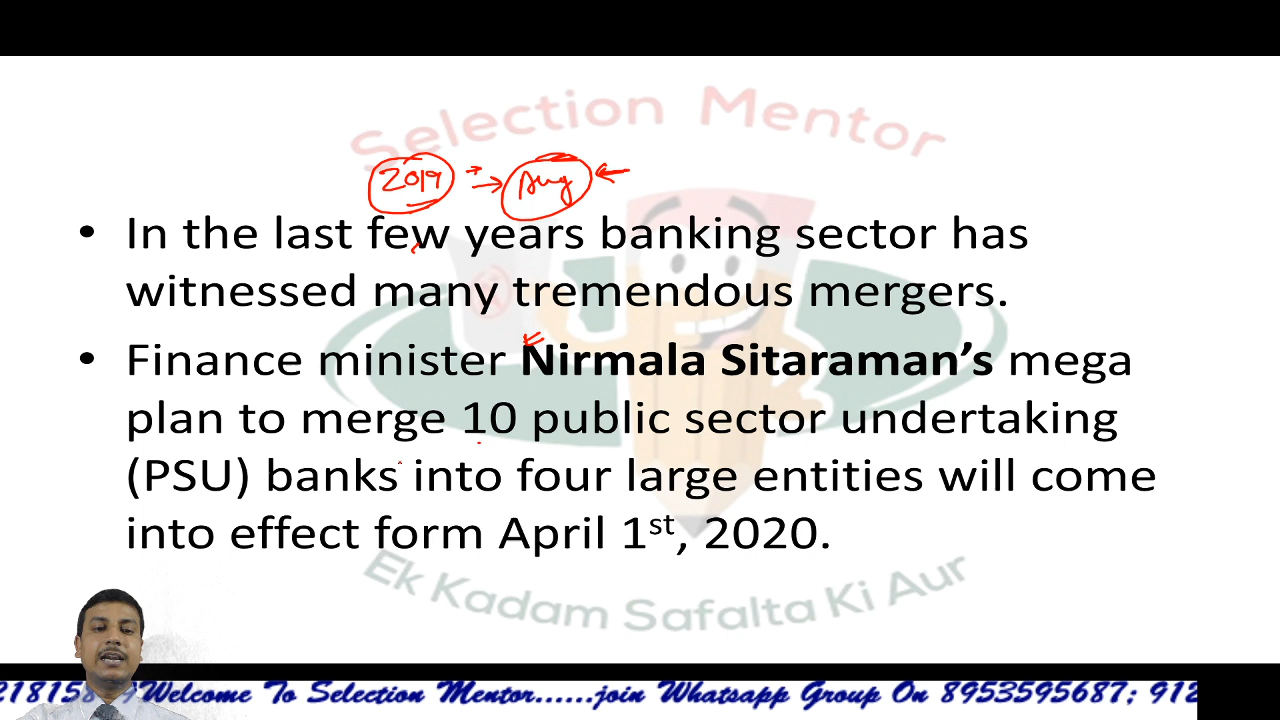 Selection Mentor
2019 → Aug ←
• In the last few years banking sector has
witnessed many tremendous mergers.
• Finance minister Nirmala Sitaraman’s mega
plan to merge 10 public sector undertaking
(PSU) banks into four large entities will come
into effect form April 1st, 2020.
Ek Kadam Safalta Ki Aur
Welcome To Selection Mentor......join Whatsapp Group On 8953595687; 912